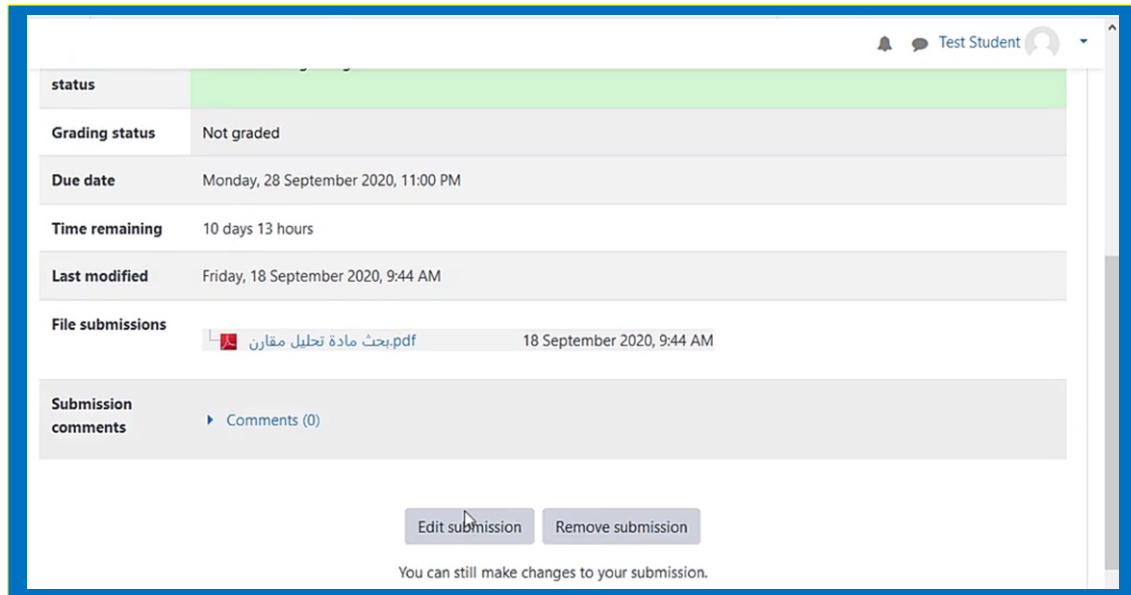 Test Student
status
Grading status Not graded
Due date Monday, 28 September 2020, 11:00 PM
Time remaining 10 days 13 hours
Last modified Friday, 18 September 2020, 9:44 AM
File submissions
بحث مادة تحليل مقارن.pdf 18 September 2020, 9:44 AM
Submission
comments
Comments (0)
Edit submission Remove submission
You can still make changes to your submission.